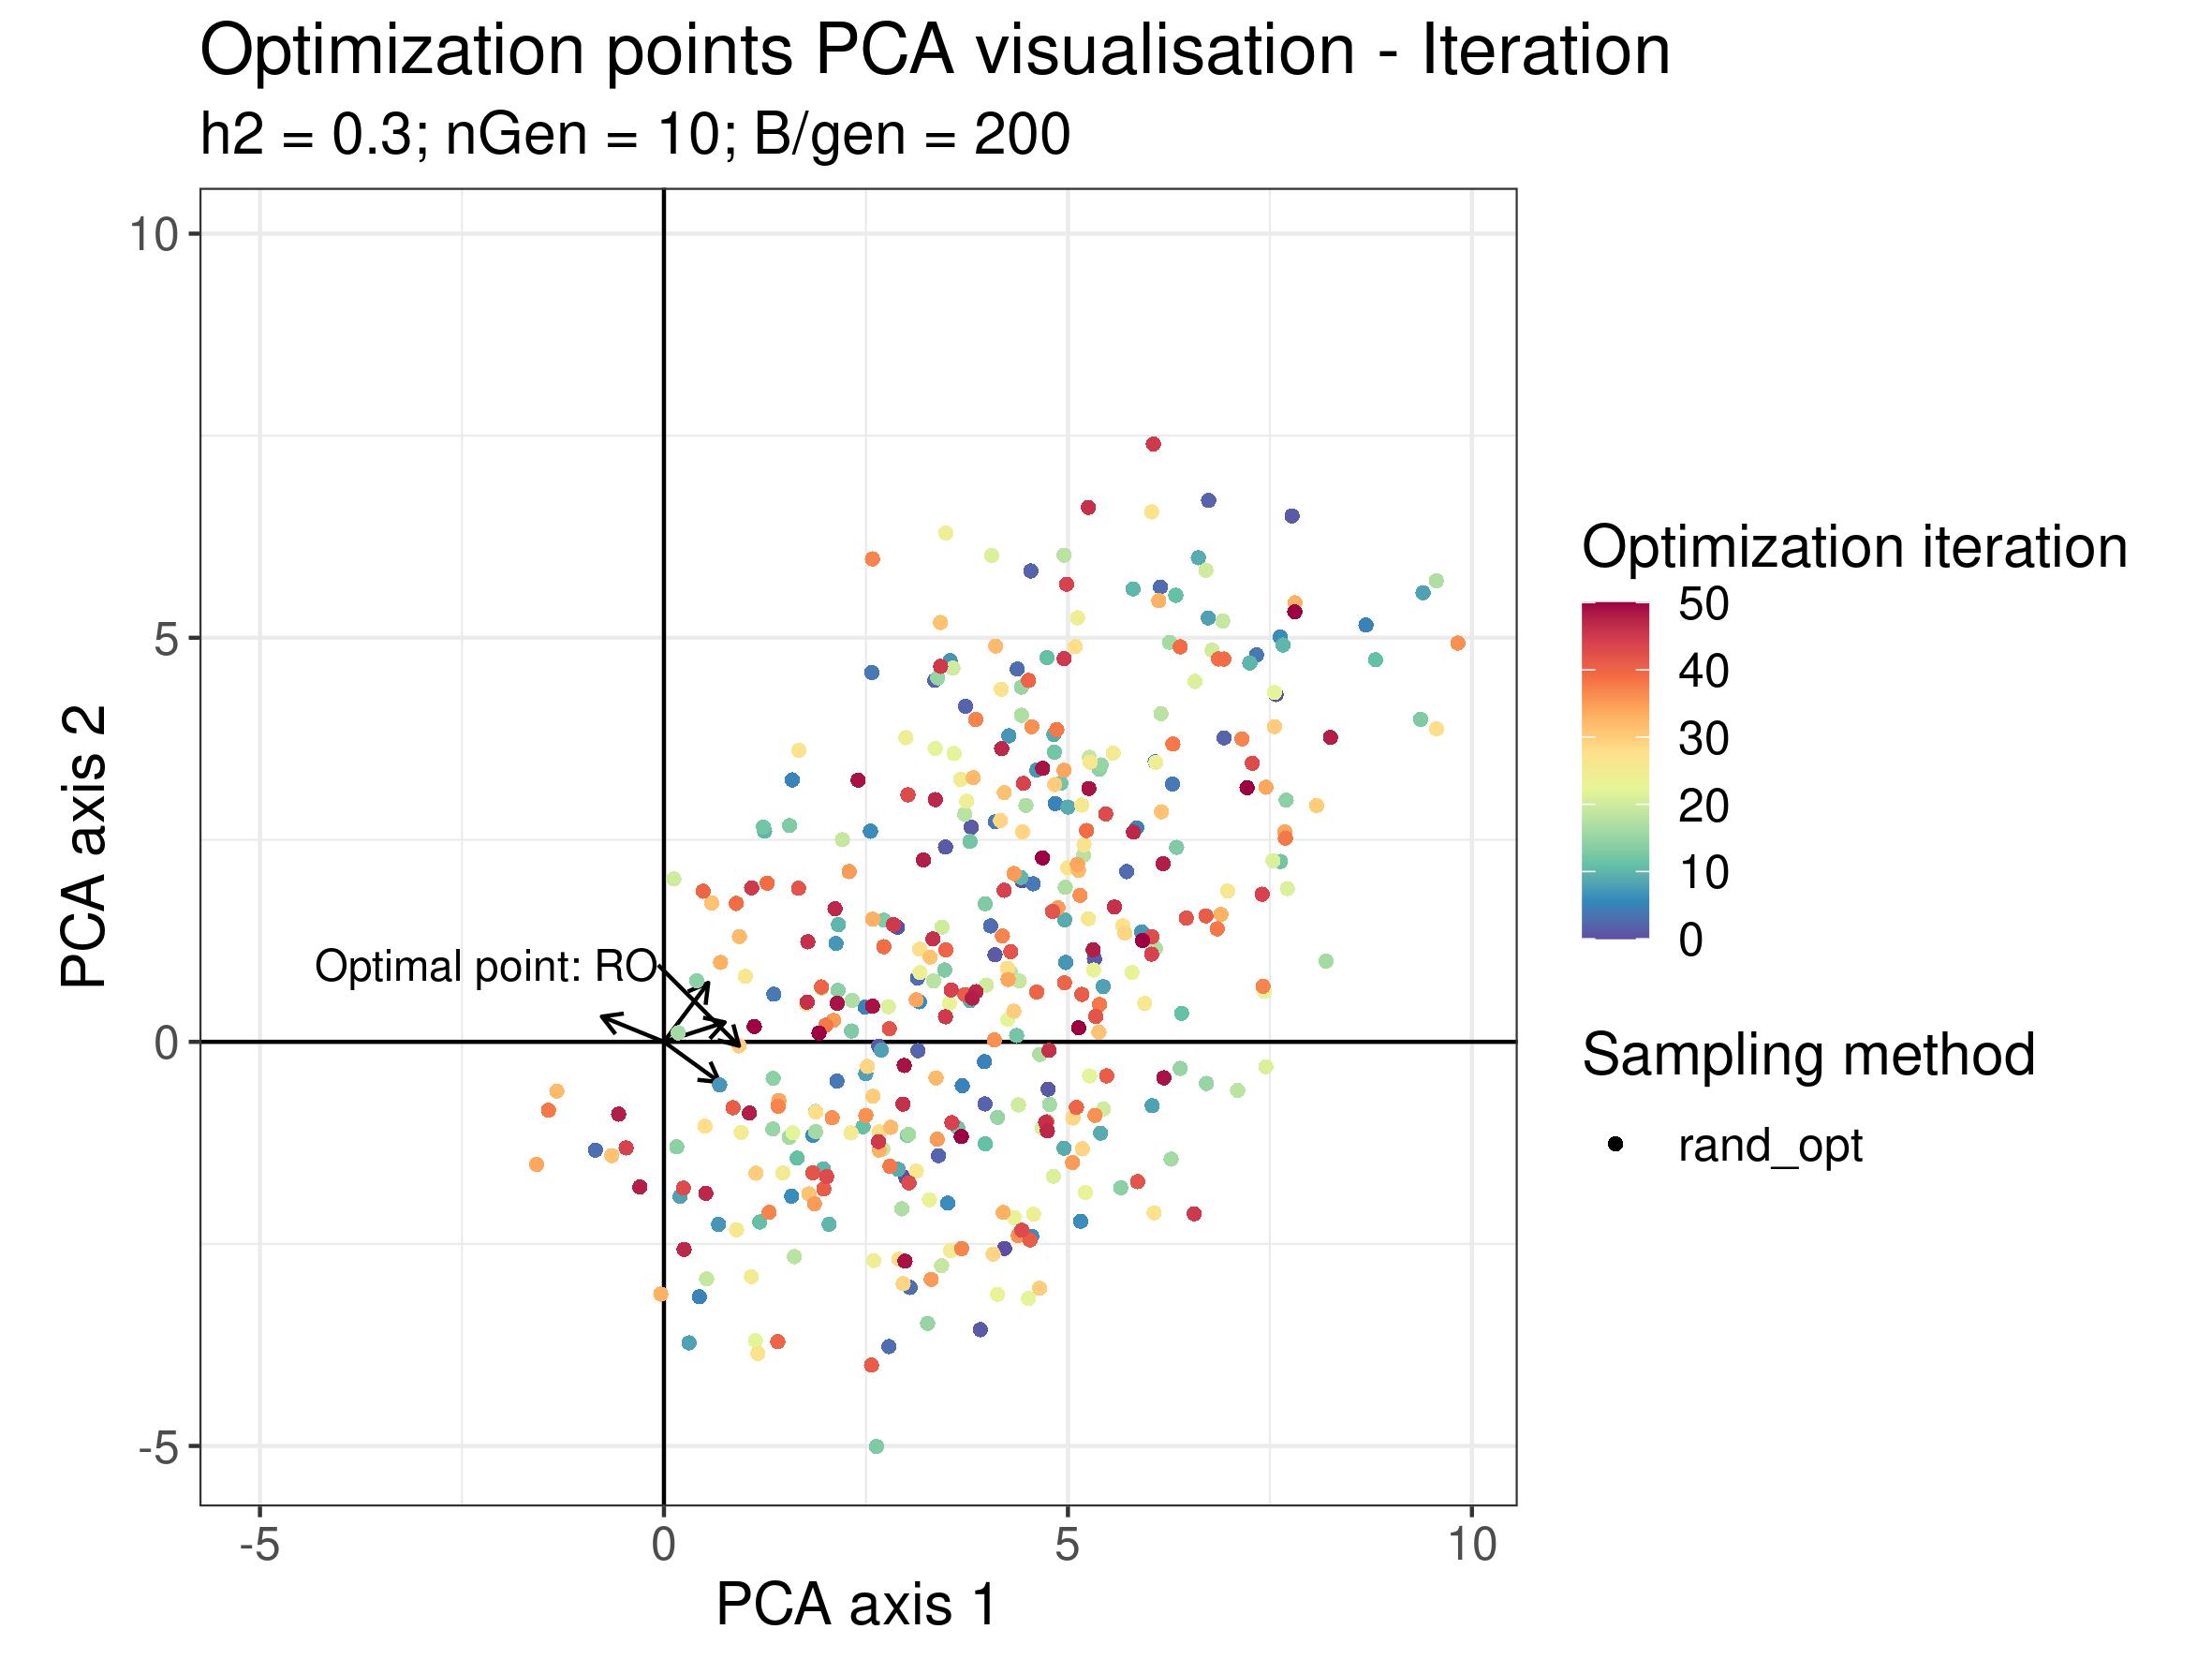 Optimization points PCA visualisation - Iteration
h2 = 0.3; nGen = 10; B/gen = 200
10
5
0
-5
PCA axis 2
Optimal point: RO
-5
0
5
10
PCA axis 1
Optimization iteration
50
40
30
20
10
0
Sampling method
rand_opt